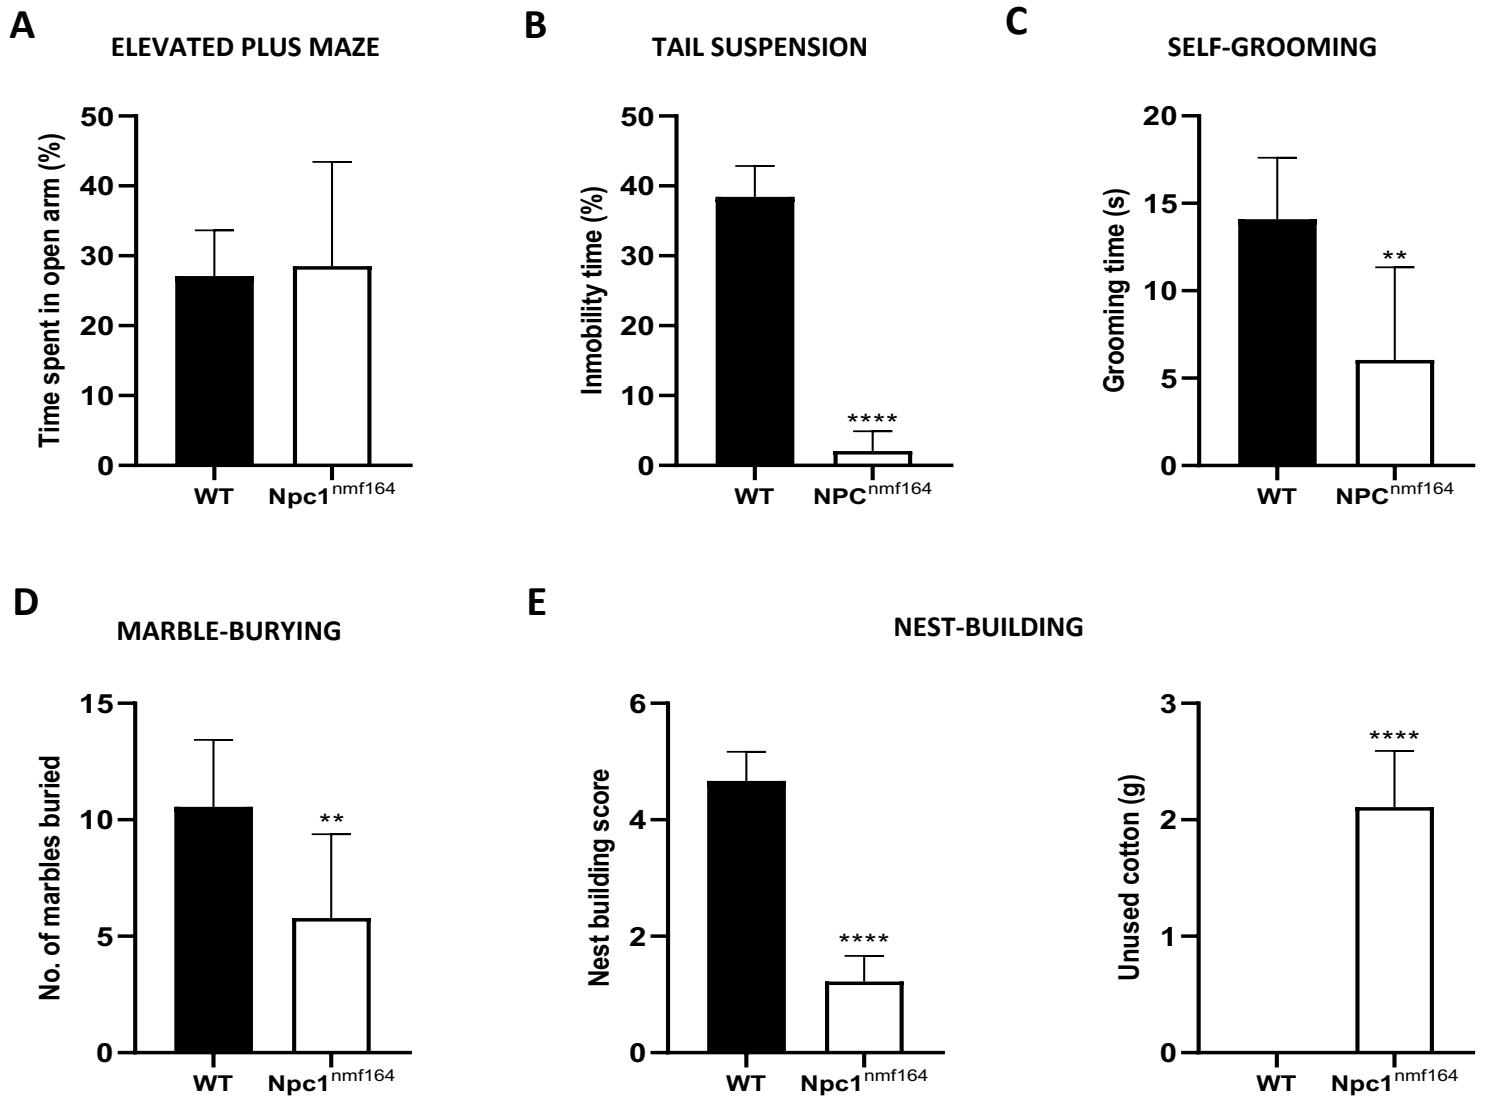 A
ELEVATED PLUS MAZE
Time spent in open arm (%)
50
40
30
20
10
0
WT Npc1nmf164
B
TAIL SUSPENSION
Inmobility time (%)
50
40
30
20
10
0
****
WT NPCnmf164
C
SELF-GROOMING
Grooming time (s)
20
15
10
5
0
**
WT NPCnmf164
D
MARBLE-BURYING
No. of marbles buried
15
10
5
0
**
WT Npc1nmf164
E
NEST-BUILDING
Nest building score
6
4
2
0
****
WT Npc1nmf164
Unused cotton (g)
3
2
1
0
****
WT Npc1nmf164